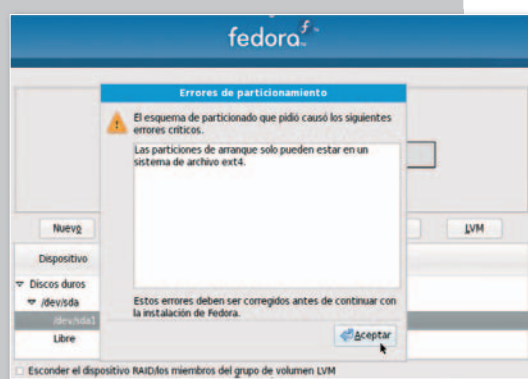 fedora
Errores de particionamiento
El esquema de particionado que pidió causó los siguientes
errores críticos.
Las particiones de arranque solo pueden estar en un
sistema de archivo ext4.
Nuevo
LVM
Dispositivo
Discos duros
/dev/sda
/dev/sda1
Libre
Estos errores deben ser corregidos antes de continuar con
la instalación de Fedora.
Aceptar
Esconder el dispositivo RAID/los miembros del grupo de volumen LVM